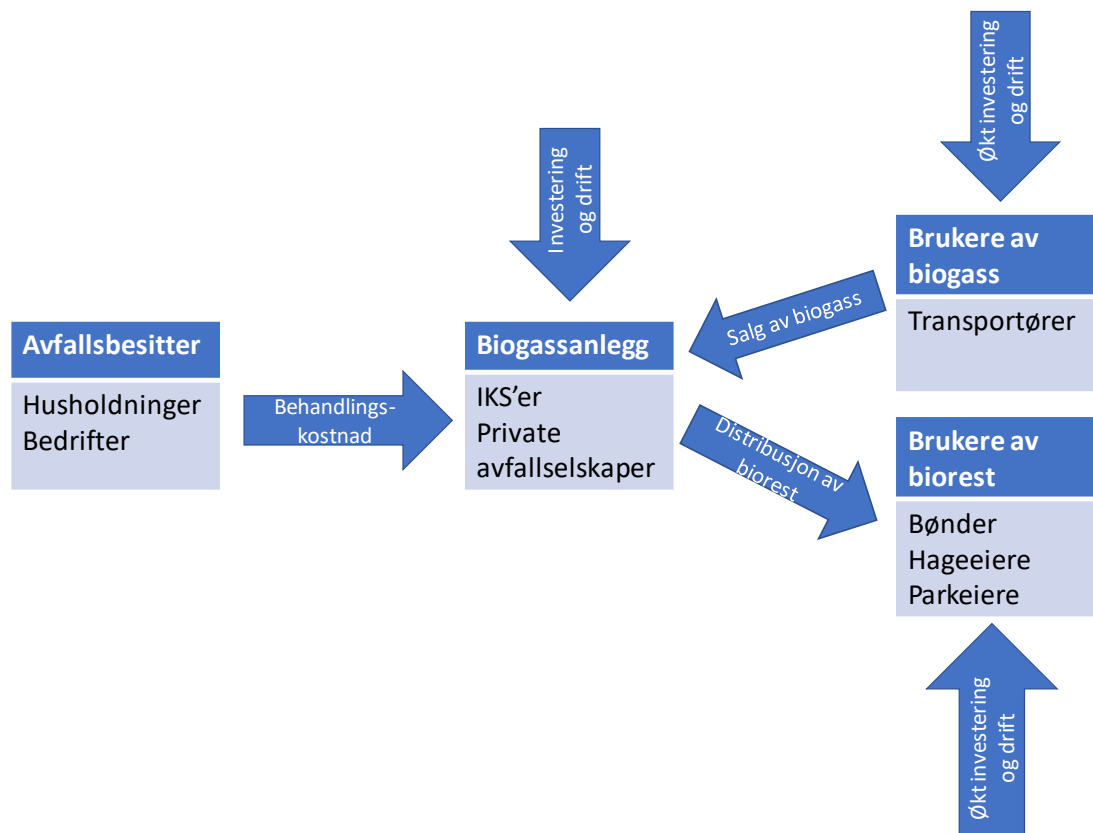 Økt investering
og drift
Investering
og drift
Brukere av
biogass
Transportører
Salg av biogass
Avfallsbesitter
Husholdninger
Bedrifter
Behandlings-
kostnad
Biogassanlegg
IKS’er
Private
avfallselskaper
Distribusjon av
biorest
Brukere av
biorest
Bønder
Hageeiere
Parkeiere
Økt investering
og drift